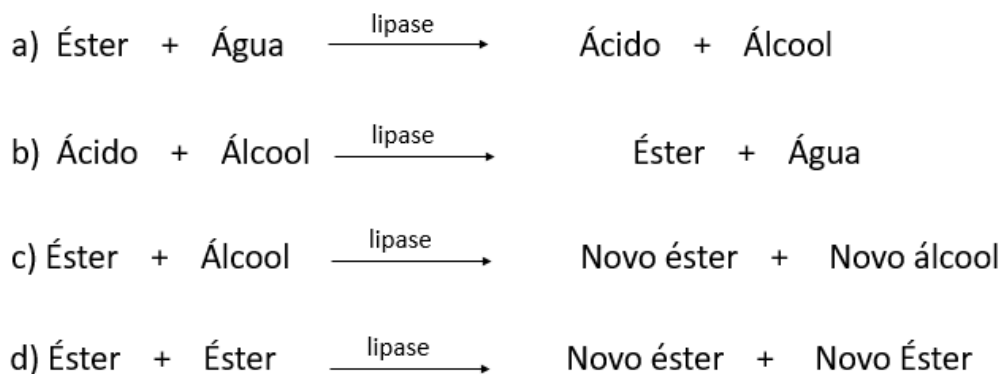 a) Éster + Água lipase Ácido + Álcool
b) Ácido + Álcool lipase Éster + Água
c) Éster + Álcool lipase Novo éster + Novo álcool
d) Éster + Éster lipase Novo éster + Novo Éster